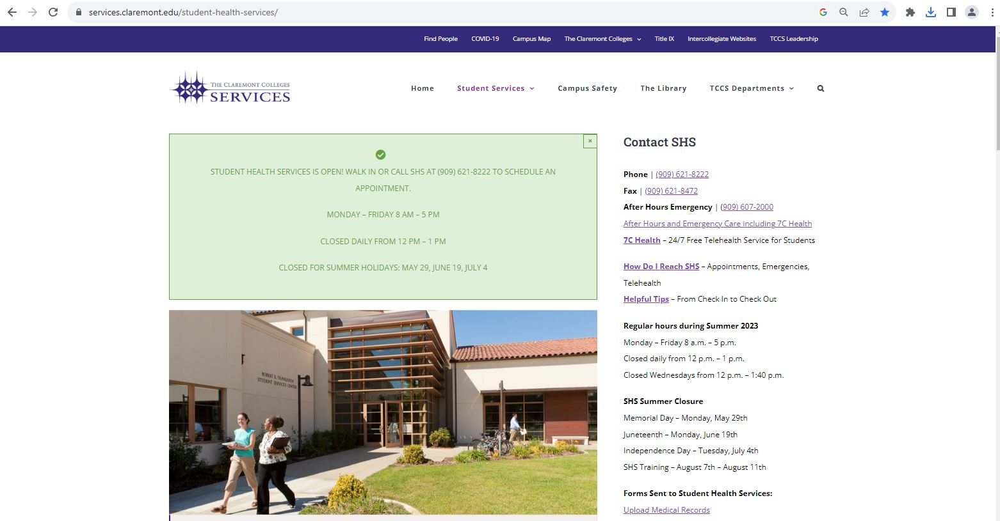 services.claremont.edu/student-health-services/
Find People COVID-19 Campus Map The Claremont Colleges Title IX Intercollegiate Websites TCCS Leadership
THE CLAREMONT COLLEGES
SERVICES
Home Student Services Campus Safety The Library TCCS Departments
×
STUDENT HEALTH SERVICES IS OPEN! WALK IN OR CALL SHS AT (909) 621-8222 TO SCHEDULE AN
APPOINTMENT.
MONDAY – FRIDAY 8 AM – 5 PM
CLOSED DAILY FROM 12 PM – 1 PM
CLOSED FOR SUMMER HOLIDAYS: MAY 29, JUNE 19, JULY 4
ROBERT E. TRANQUADA
STUDENT SERVICES CENTER
Contact SHS
Phone | (909) 621-8222
Fax | (909) 621-8472
After Hours Emergency | (909) 607-2000
After Hours and Emergency Care including 7C Health
7C Health – 24/7 Free Telehealth Service for Students
How Do I Reach SHS – Appointments, Emergencies,
Telehealth
Helpful Tips – From Check In to Check Out
Regular hours during Summer 2023
Monday – Friday 8 a.m. – 5 p.m.
Closed daily from 12 p.m. – 1 p.m.
Closed Wednesdays from 12 p.m. – 1:40 p.m.
SHS Summer Closure
Memorial Day – Monday, May 29th
Juneteenth – Monday, June 19th
Independence Day – Tuesday, July 4th
SHS Training – August 7th – August 11th
Forms Sent to Student Health Services:
Upload Medical Records